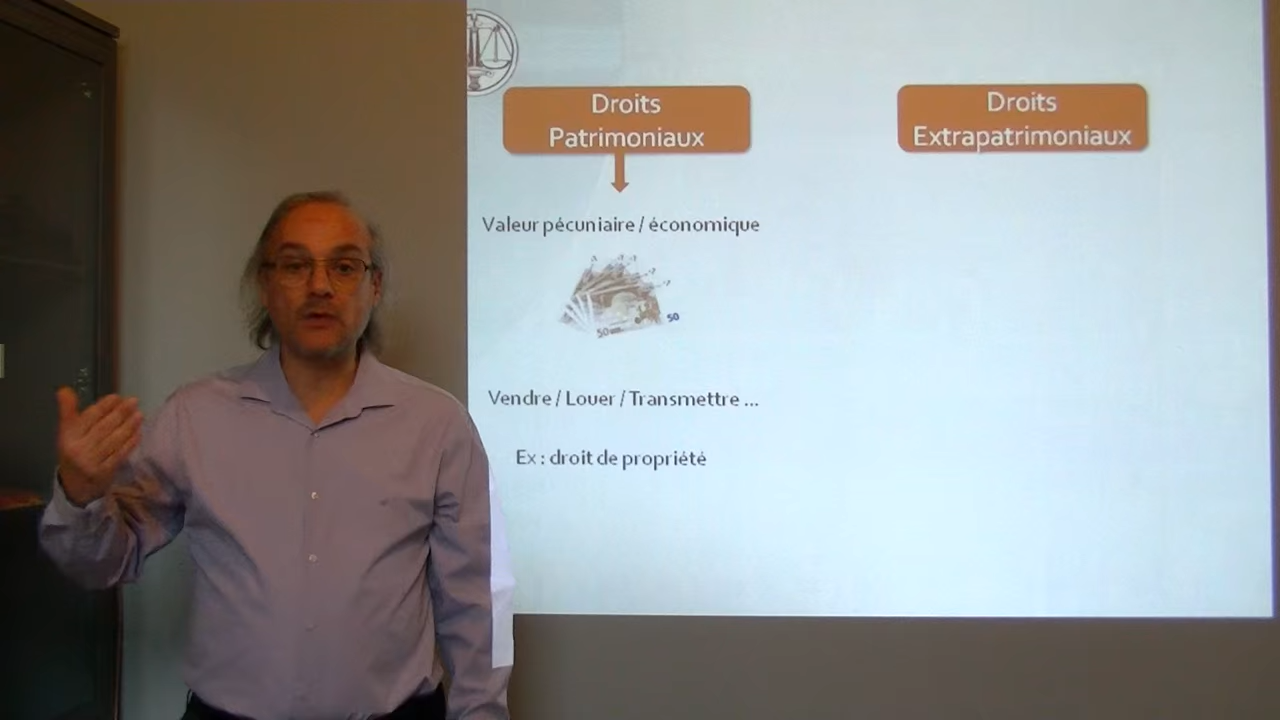 Droits
Patrimoniaux
Droits
Extrapatrimoniaux
Valeur pécuniaire / économique
50
50
Vendre / Louer / Transmettre ...
Ex : droit de propriété